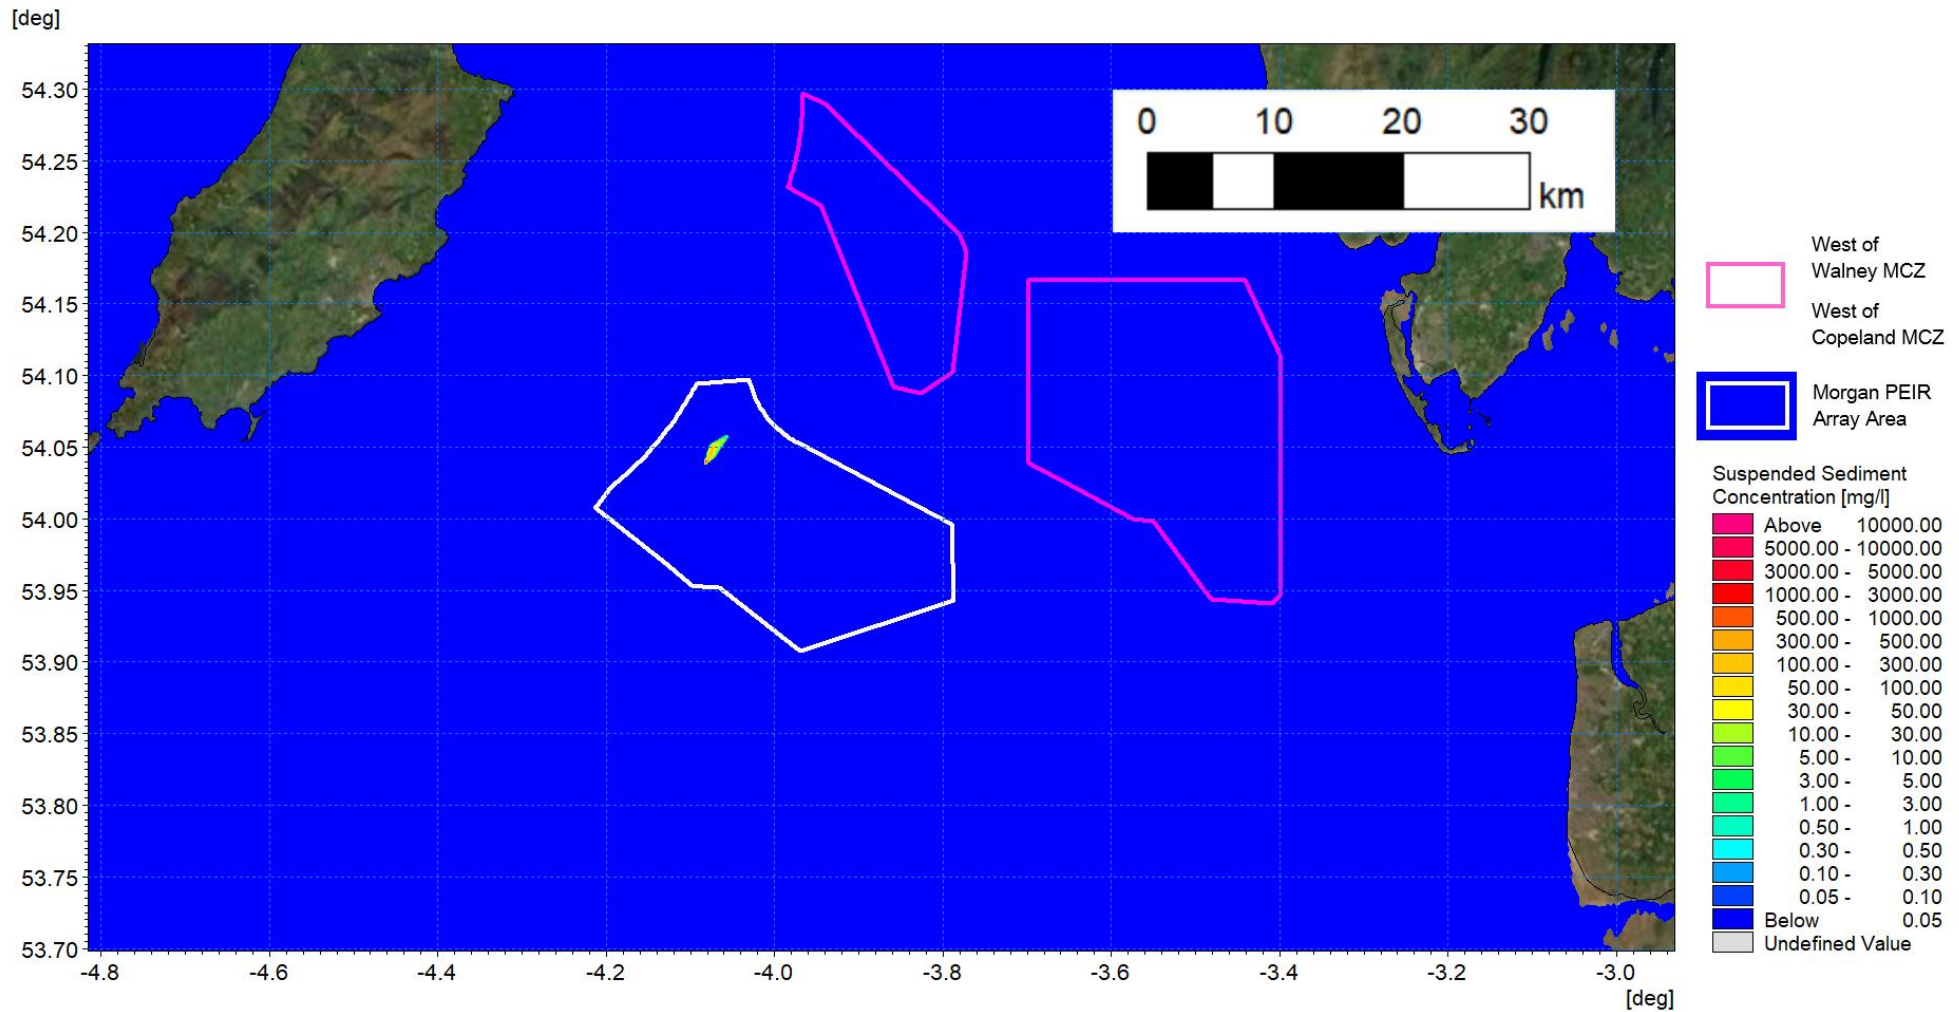 [deg]
54.30
54.25
54.20
54.15
54.10
54.05
54.00
53.95
53.90
53.85
53.80
53.75
53.70
-4.8 -4.6 -4.4 -4.2 -4.0 -3.8 -3.6 -3.4 -3.2 -3.0
[deg]
0 10 20 30
km
West of
Walney MCZ
West of
Copeland MCZ
Morgan PEIR
Array Area
Suspended Sediment
Concentration [mg/l]
Above 10000.00
5000.00 - 10000.00
3000.00 - 5000.00
1000.00 - 3000.00
500.00 - 1000.00
300.00 - 500.00
100.00 - 300.00
50.00 - 100.00
30.00 - 50.00
10.00 - 30.00
5.00 - 10.00
3.00 - 5.00
1.00 - 3.00
0.50 - 1.00
0.30 - 0.50
0.10 - 0.30
0.05 - 0.10
Below 0.05
Undefined Value